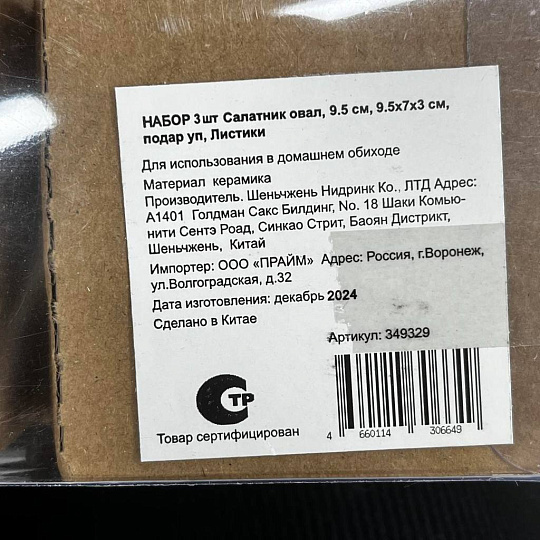 НАБОР 3 шт Салатник овал, 9.5 см, 9.5х7х3 см,
подар уп, Листики
Для использования в домашнем обиходе
Материал керамика
Производитель. Шеньчжень Нидринк Ко., ЛТД Адрес:
А1401 Голдман Сакс Билдинг, No. 18 Шаки Комью-
нити Сентэ Роад, Синкао Стрит, Баоян Дистрикт,
Шеньчжень, Китай
Импортер: ООО «ПРАЙМ» Адрес: Россия, г.Воронеж,
ул.Волгоградская, д.32
Дата изготовления: декабрь 2024
Сделано в Китае
Артикул: 349329
СТР
Товар сертифицирован
4 660114 306649